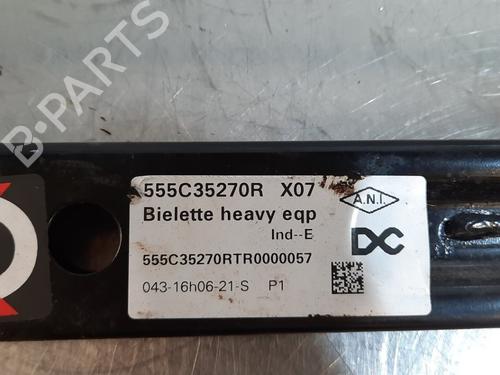 B-PARTS
555C35270R X07
A.N.I.
Bielette heavy eqp
Ind--E
DC
555C35270RTR0000057
043-16h06-21-S P1